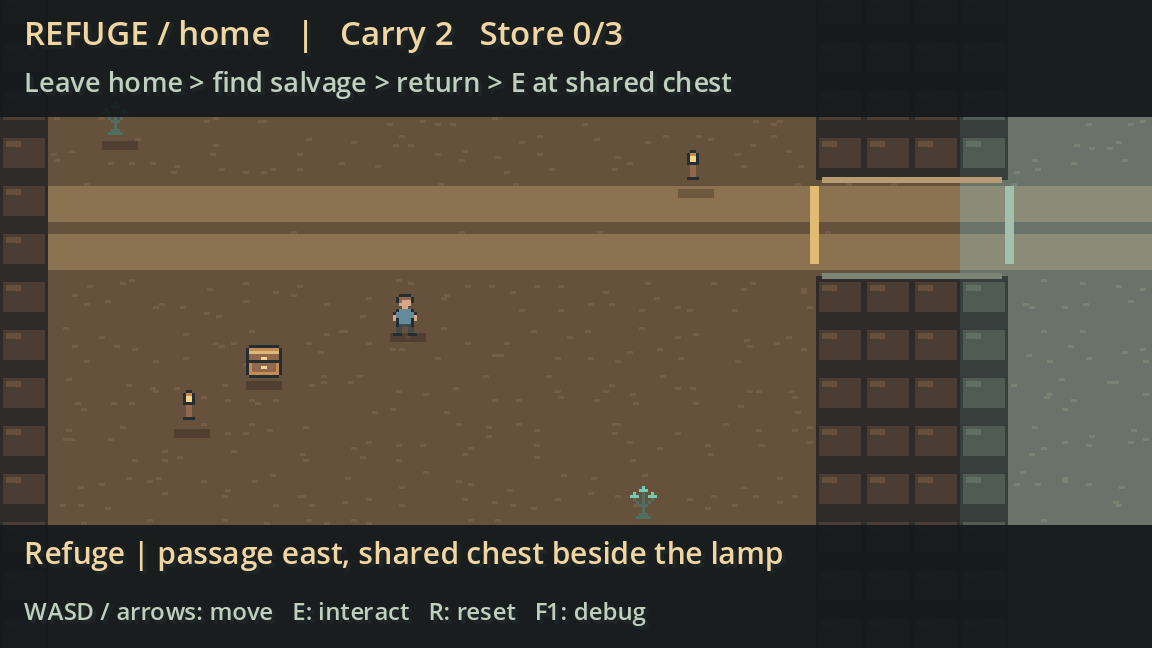 REFUGE / home | Carry 2 Store 0/3
Leave home > find salvage > return > E at shared chest
Refuge | passage east, shared chest beside the lamp
WASD / arrows: move E: interact R: reset F1: debug